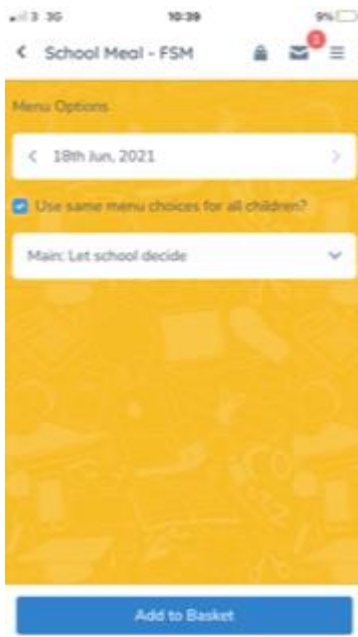 3 3G 10:39 9%
School Meal - FSM
Menu Options
18th Jun, 2021
Use same menu choices for all children?
Main: Let school decide
Add to Basket